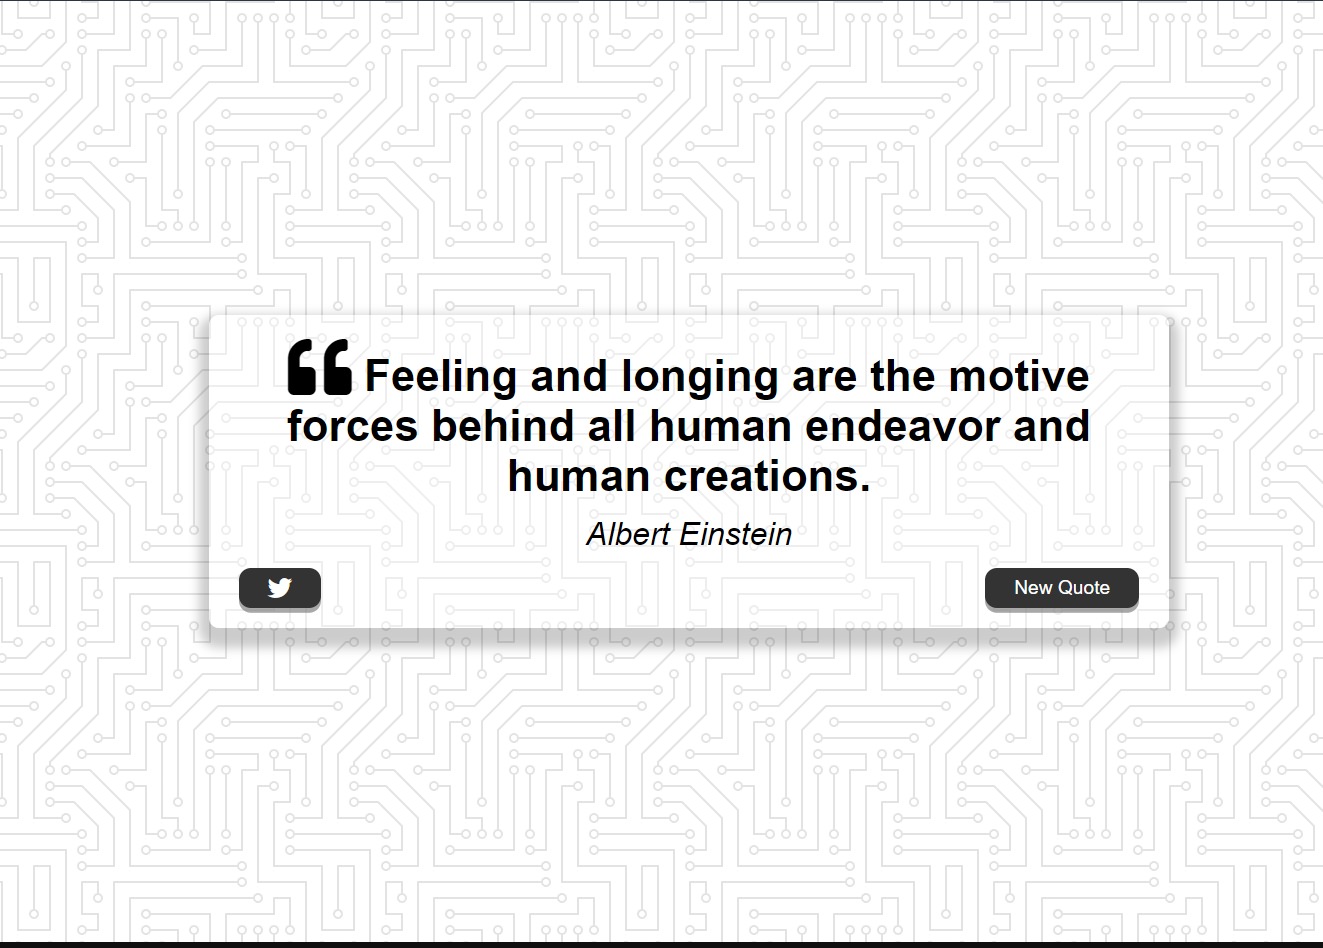 Feeling and longing are the motive
forces behind all human endeavor and
human creations.
Albert Einstein
New Quote